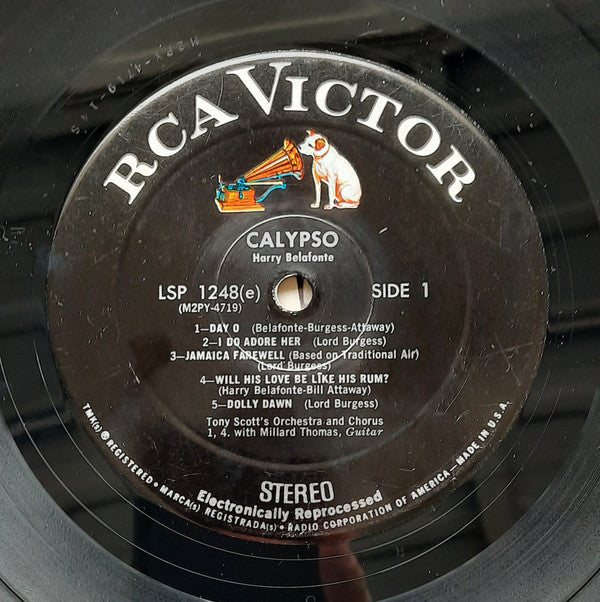 RCA VICTOR
CALYPSO
Harry Belafonte
LSP 1248(e) SIDE 1
(M2PY-4719)
1—DAY O (Belafonte-Burgess-Attaway)
2—I DO ADORE HER (Lord Burgess)
3—JAMAICA FAREWELL (Based on Traditional Air)
(Lord Burgess)
4—WILL HIS LOVE BE LIKE HIS RUM?
(Harry Belafonte-Bill Attaway)
5—DOLLY DAWN (Lord Burgess)
Tony Scott's Orchestra and Chorus
1, 4. with Millard Thomas, Guitar
STEREO
Electronically Reprocessed
TMK(s) ® REGISTERED • MARCA(s) REGISTRADA(s) • RADIO CORPORATION OF AMERICA—MADE IN U.S.A.
M2PY-4719-14S